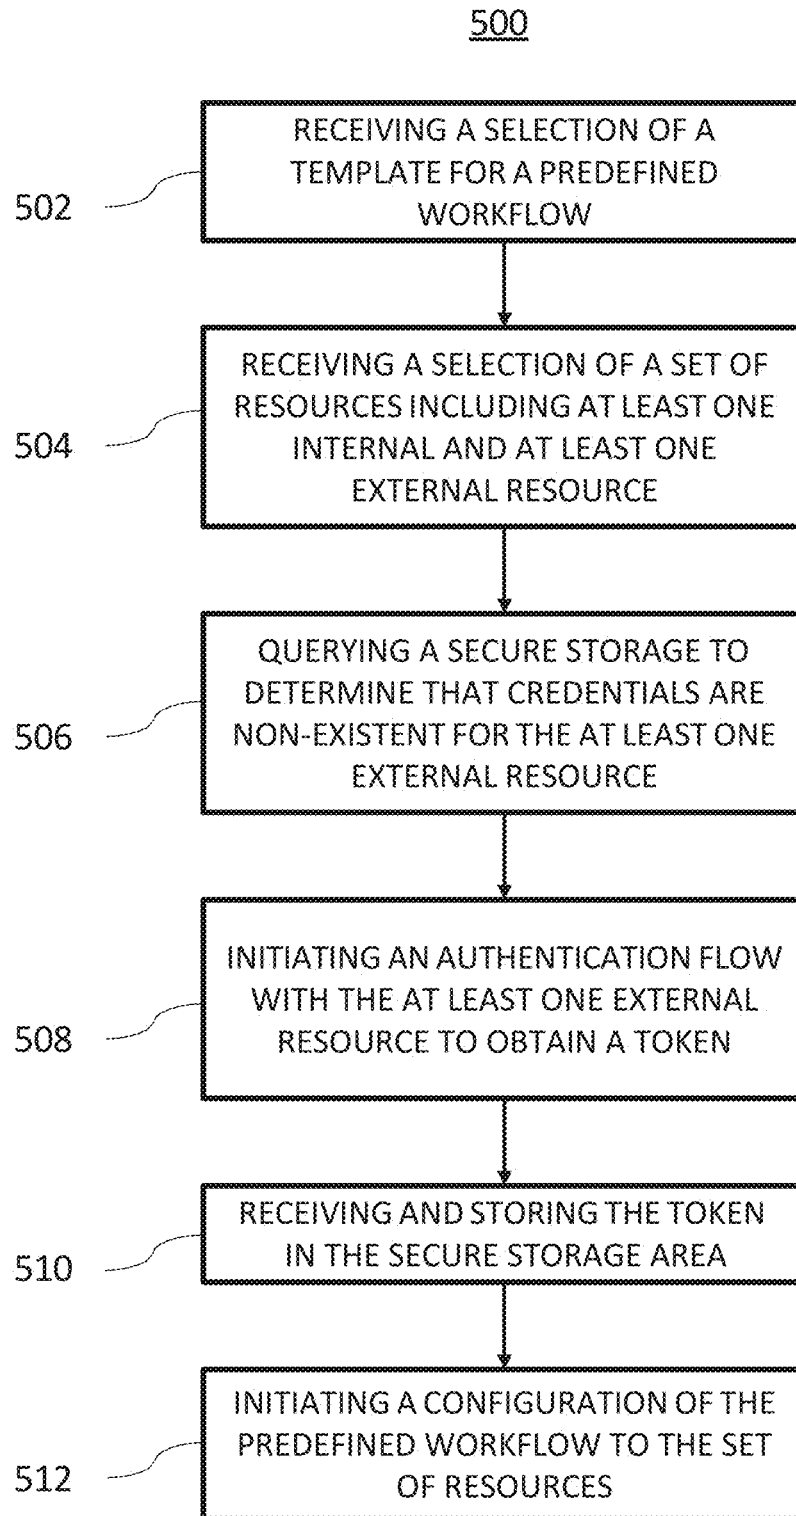 500
502
RECEIVING A SELECTION OF A
TEMPLATE FOR A PREDEFINED
WORKFLOW
504
RECEIVING A SELECTION OF A SET OF
RESOURCES INCLUDING AT LEAST ONE
INTERNAL AND AT LEAST ONE
EXTERNAL RESOURCE
506
QUERYING A SECURE STORAGE TO
DETERMINE THAT CREDENTIALS ARE
NON-EXISTENT FOR THE AT LEAST ONE
EXTERNAL RESOURCE
508
INITIATING AN AUTHENTICATION FLOW
WITH THE AT LEAST ONE EXTERNAL
RESOURCE TO OBTAIN A TOKEN
510
RECEIVING AND STORING THE TOKEN
IN THE SECURE STORAGE AREA
512
INITIATING A CONFIGURATION OF THE
PREDEFINED WORKFLOW TO THE SET
OF RESOURCES